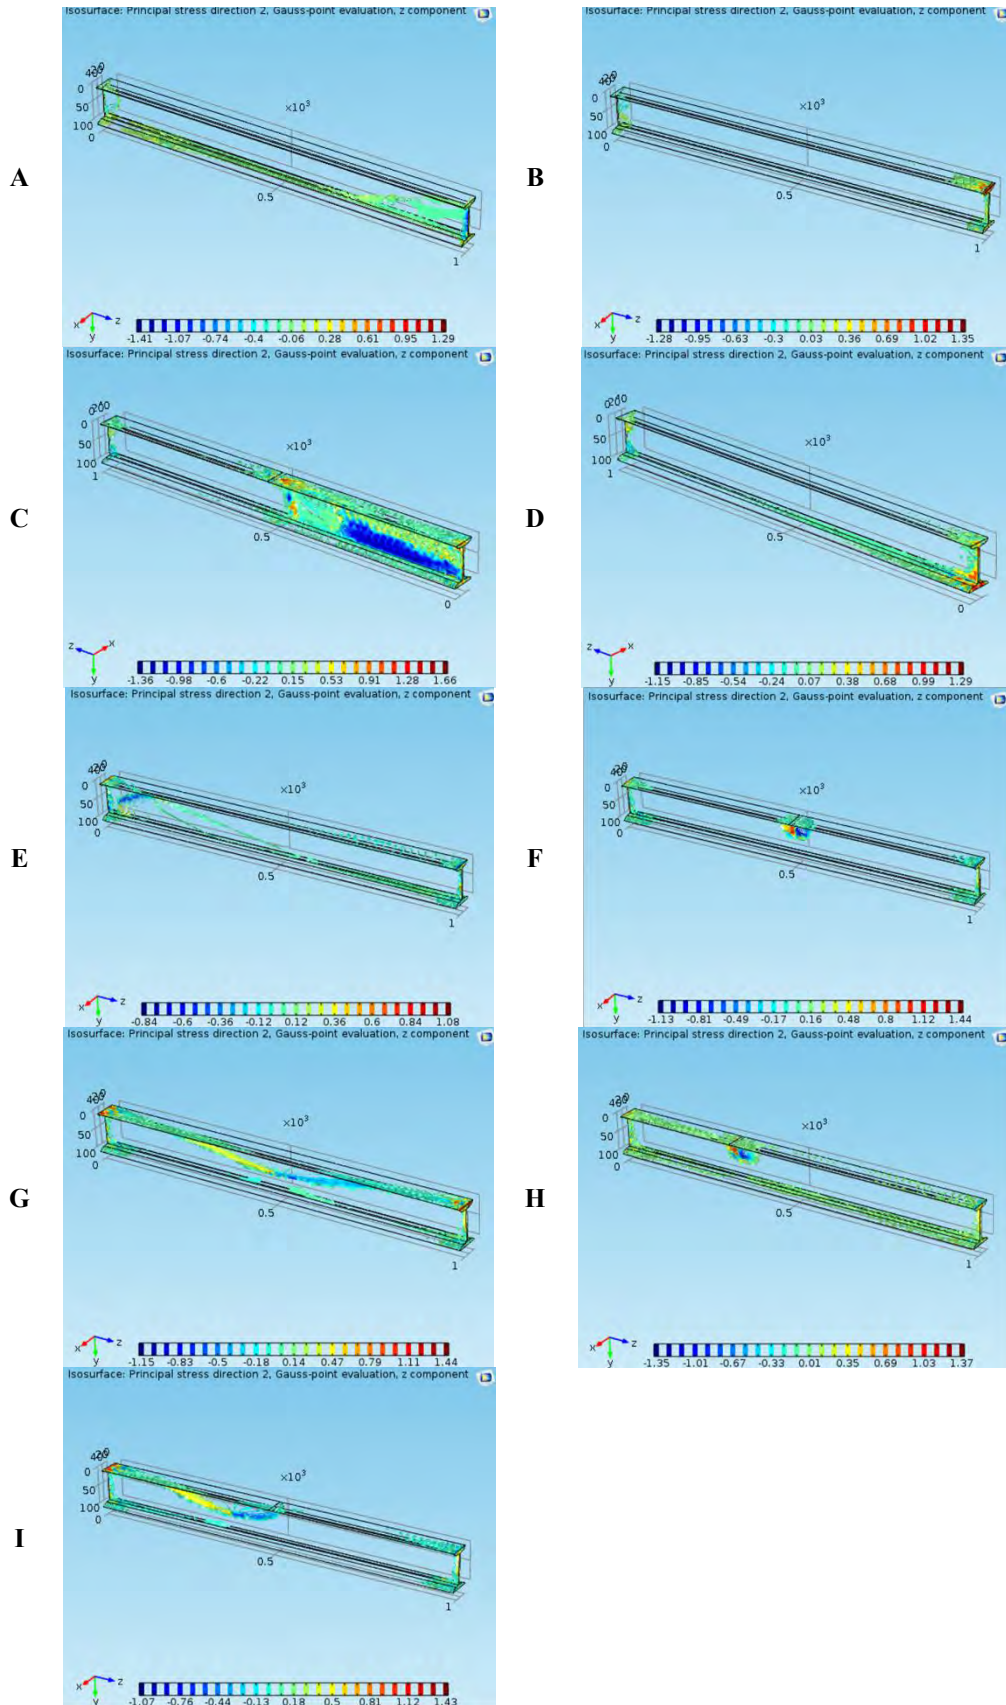 Isosurface: Principal stress direction 2, Gauss-point evaluation, z component
A
0
50
100
0
×10³
0.5
1
x
y
z
-1.41 -1.07 -0.74 -0.4 -0.06 0.28 0.61 0.95 1.29
Isosurface: Principal stress direction 2, Gauss-point evaluation, z component
B
0
50
100
0
×10³
0.5
1
x
y
z
-1.28 -0.95 -0.63 -0.3 0.03 0.36 0.69 1.02 1.35
Isosurface: Principal stress direction 2, Gauss-point evaluation, z component
C
0
50
100
1
×10³
0.5
0
z
x
y
-1.36 -0.98 -0.6 -0.22 0.15 0.53 0.91 1.28 1.66
Isosurface: Principal stress direction 2, Gauss-point evaluation, z component
D
0
50
100
1
×10³
0.5
0
z
x
y
-1.15 -0.85 -0.54 -0.24 0.07 0.38 0.68 0.99 1.29
Isosurface: Principal stress direction 2, Gauss-point evaluation, z component
E
0
50
100
0
×10³
0.5
1
x
y
z
-0.84 -0.6 -0.36 -0.12 0.12 0.36 0.6 0.84 1.08
Isosurface: Principal stress direction 2, Gauss-point evaluation, z component
F
0
50
100
0
×10³
0.5
1
x
y
z
-1.13 -0.81 -0.49 -0.17 0.16 0.48 0.8 1.12 1.44
Isosurface: Principal stress direction 2, Gauss-point evaluation, z component
G
0
50
100
0
×10³
0.5
1
x
y
z
-1.15 -0.83 -0.5 -0.18 0.14 0.47 0.79 1.11 1.44
Isosurface: Principal stress direction 2, Gauss-point evaluation, z component
H
0
50
100
0
×10³
0.5
1
x
y
z
-1.35 -1.01 -0.67 -0.33 0.01 0.35 0.69 1.03 1.37
Isosurface: Principal stress direction 2, Gauss-point evaluation, z component
I
0
50
100
0
×10³
0.5
1
x
y
z
-1.07 -0.76 -0.44 -0.13 0.18 0.5 0.81 1.12 1.43